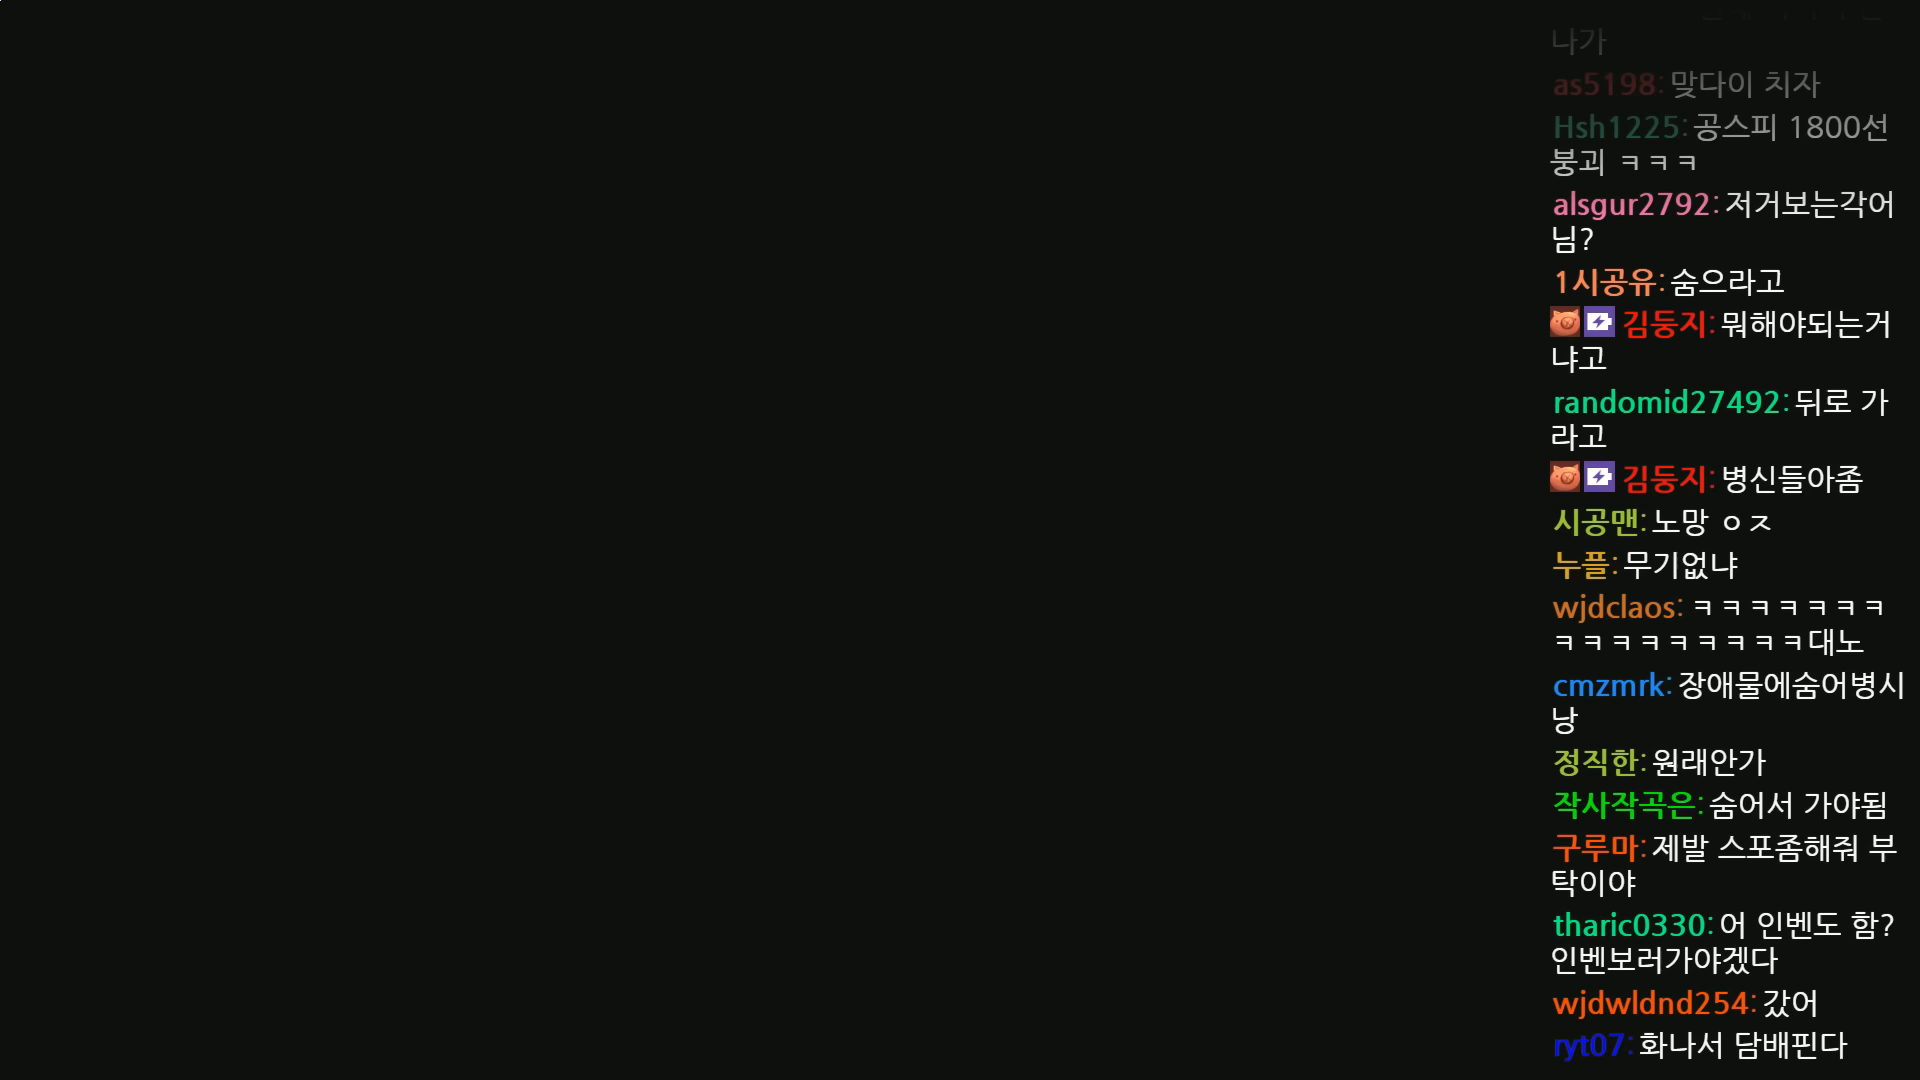 나가
as5198: 맞다이 치자
Hsh1225: 공스피 1800선
붕괴 ㅋㅋㅋ
alsgur2792: 저거보는각어
님?
1시공유: 숨으라고
김둥지: 뭐해야되는거
냐고
randomid27492: 뒤로 가
라고
김둥지: 병신들아좀
시공맨: 노망 ㅇㅈ
누플: 무기없냐
wjdclaos: ㅋㅋㅋㅋㅋㅋㅋ
ㅋㅋㅋㅋㅋㅋㅋㅋㅋ대노
cmzmrk: 장애물에숨어병시
낭
정직한: 원래안가
작사작곡은: 숨어서 가야됨
구루마: 제발 스포좀해줘 부
탁이야
tharic0330: 어 인벤도 함?
인벤보러가야겠다
wjdwldnd254: 갔어
ryt07: 화나서 담배핀다